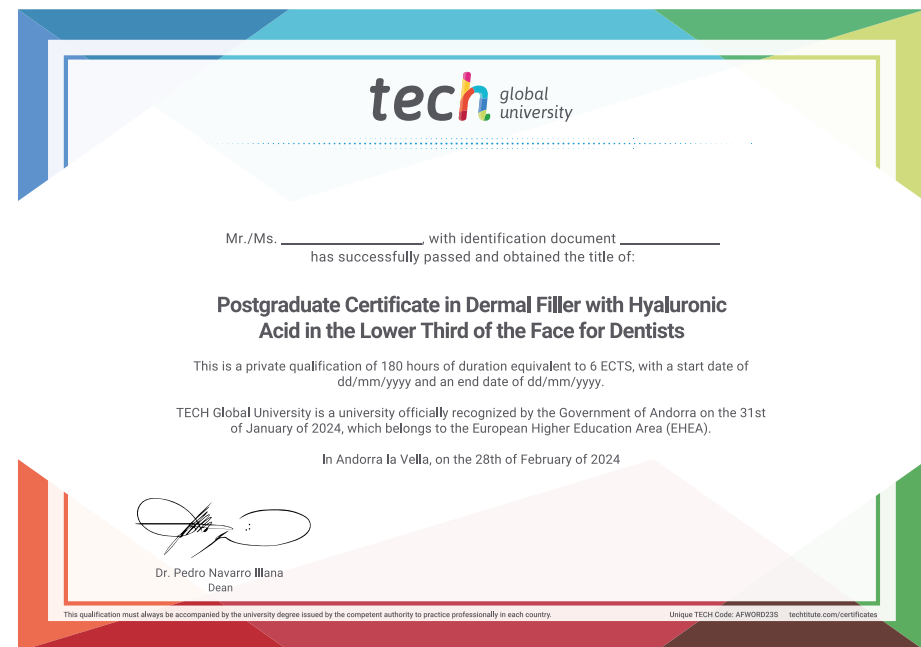 tech global university
Mr./Ms. ____________________, with identification document ______________
has successfully passed and obtained the title of:
Postgraduate Certificate in Dermal Filler with Hyaluronic
Acid in the Lower Third of the Face for Dentists
This is a private qualification of 180 hours of duration equivalent to 6 ECTS, with a start date of
dd/mm/yyyy and an end date of dd/mm/yyyy.
TECH Global University is a university officially recognized by the Government of Andorra on the 31st
of January of 2024, which belongs to the European Higher Education Area (EHEA).
In Andorra la Vella, on the 28th of February of 2024
Dr. Pedro Navarro Illana
Dean
This qualification must always be accompanied by the university degree issued by the competent authority to practice professionally in each country. Unique TECH Code: AFWORD23S techtitute.com/certificates